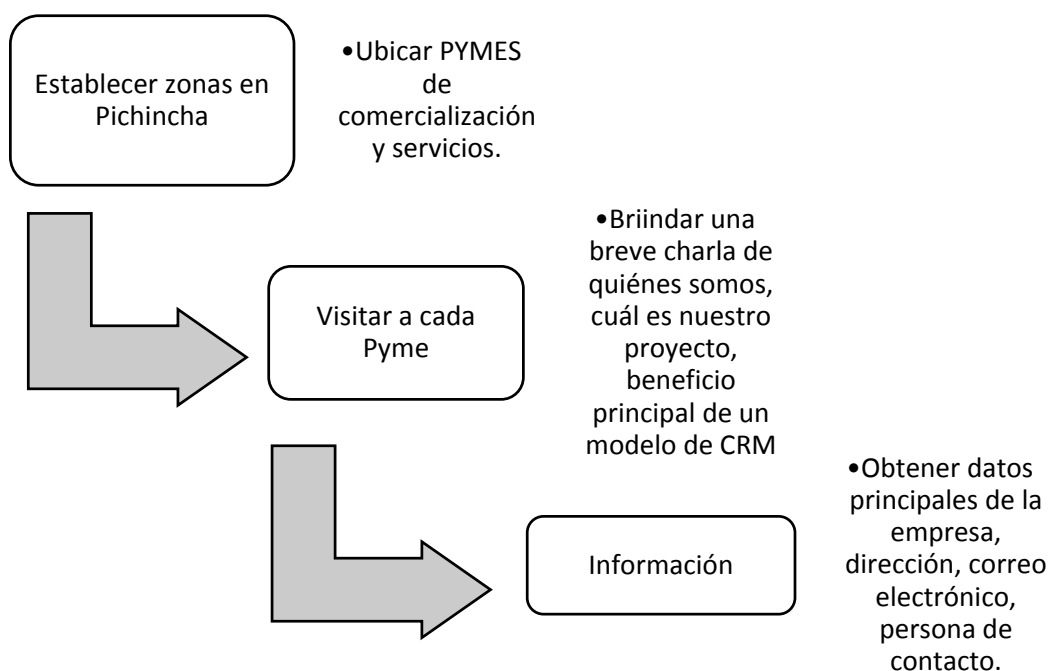 Establecer zonas en
Pichincha
•Ubicar PYMES
de
comercialización
y servicios.
Visitar a cada
Pyme
•Briindar una
breve charla de
quiénes somos,
cuál es nuestro
proyecto,
beneficio
principal de un
modelo de CRM
Información
•Obtener datos
principales de la
empresa,
dirección, correo
electrónico,
persona de
contacto.